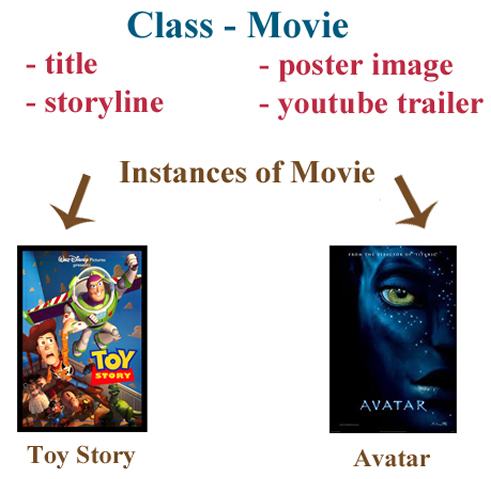 Class - Movie
- title
- storyline
- poster image
- youtube trailer
Instances of Movie
Walt Disney Pictures
presents
TOY
STORY
Toy Story
FROM THE DIRECTOR OF "TITANIC"
AVATAR
Avatar